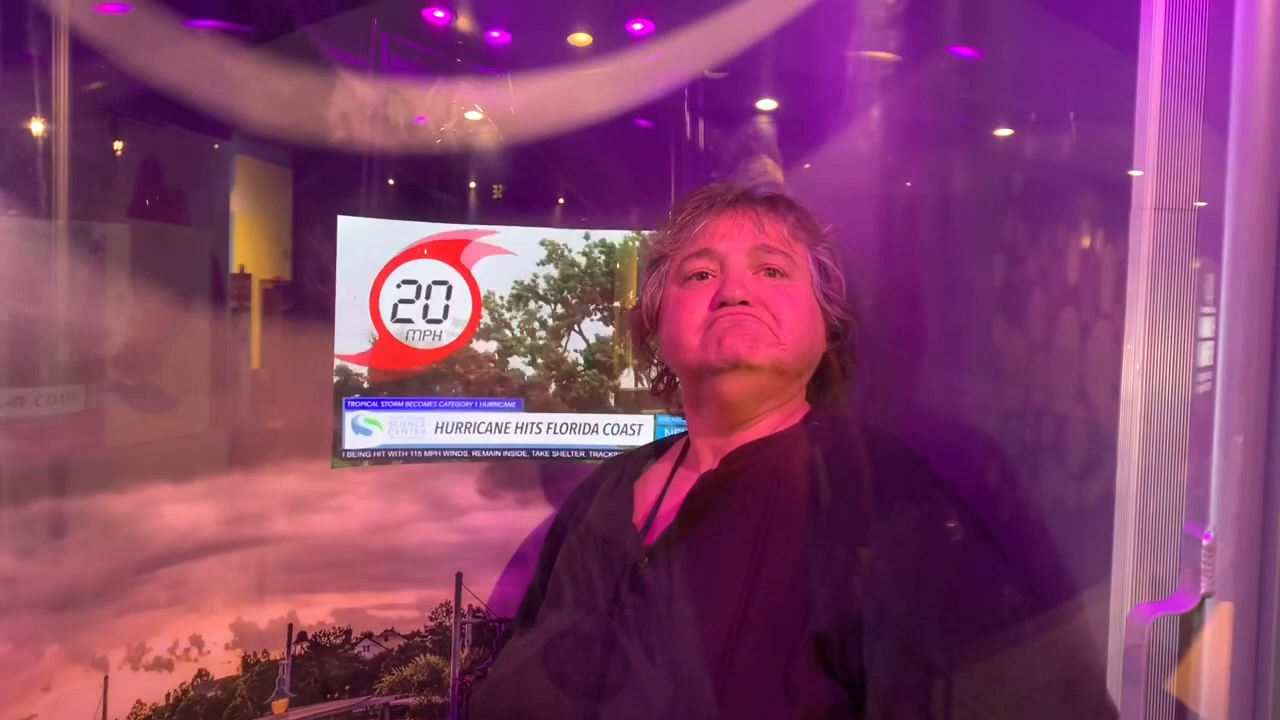 20
MPH
TROPICAL STORM BECOMES CATEGORY 1 HURRICANE
SCIENCE
CENTER
HURRICANE HITS FLORIDA COAST
BEING HIT WITH 115 MPH WINDS. REMAIN INSIDE. TAKE SHELTER.
COAST